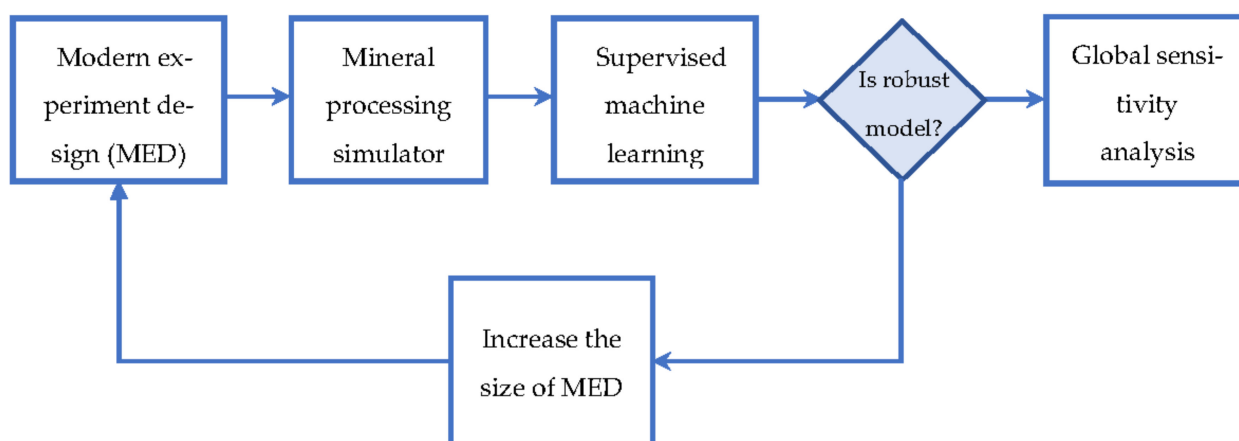 Modern ex-
periment de-
sign (MED)
Mineral
processing
simulator
Supervised
machine
learning
Is robust
model?
Global sensi-
tivity
analysis
Increase the
size of MED